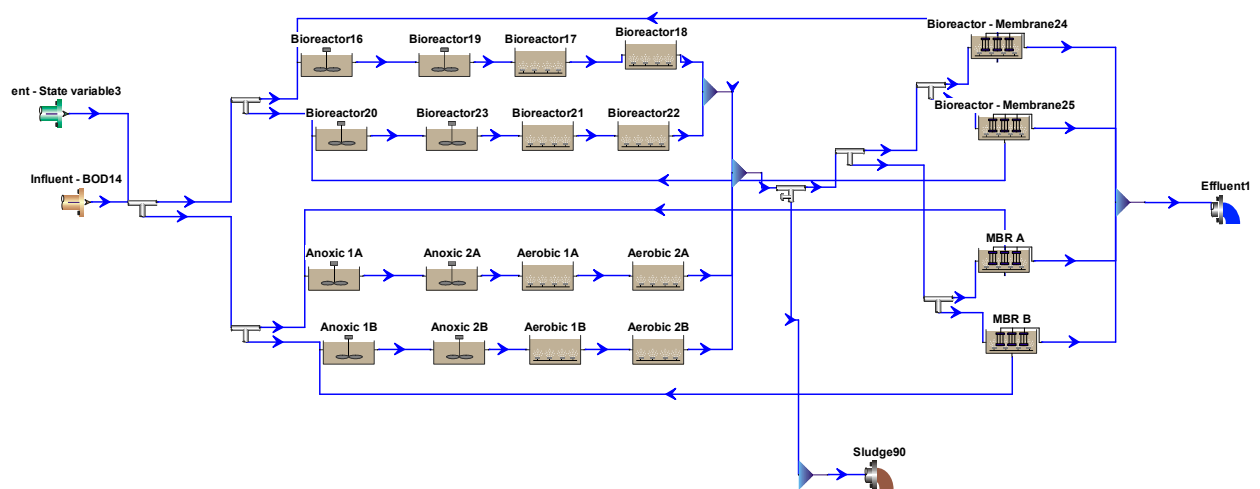 Bioreactor - Membrane24
Bioreactor16
Bioreactor19
Bioreactor17
Bioreactor18
ent - State variable3
Bioreactor - Membrane25
Bioreactor20
Bioreactor23
Bioreactor21
Bioreactor22
Influent - BOD14
Effluent1
MBR A
Anoxic 1A
Anoxic 2A
Aerobic 1A
Aerobic 2A
MBR B
Anoxic 1B
Anoxic 2B
Aerobic 1B
Aerobic 2B
Sludge90